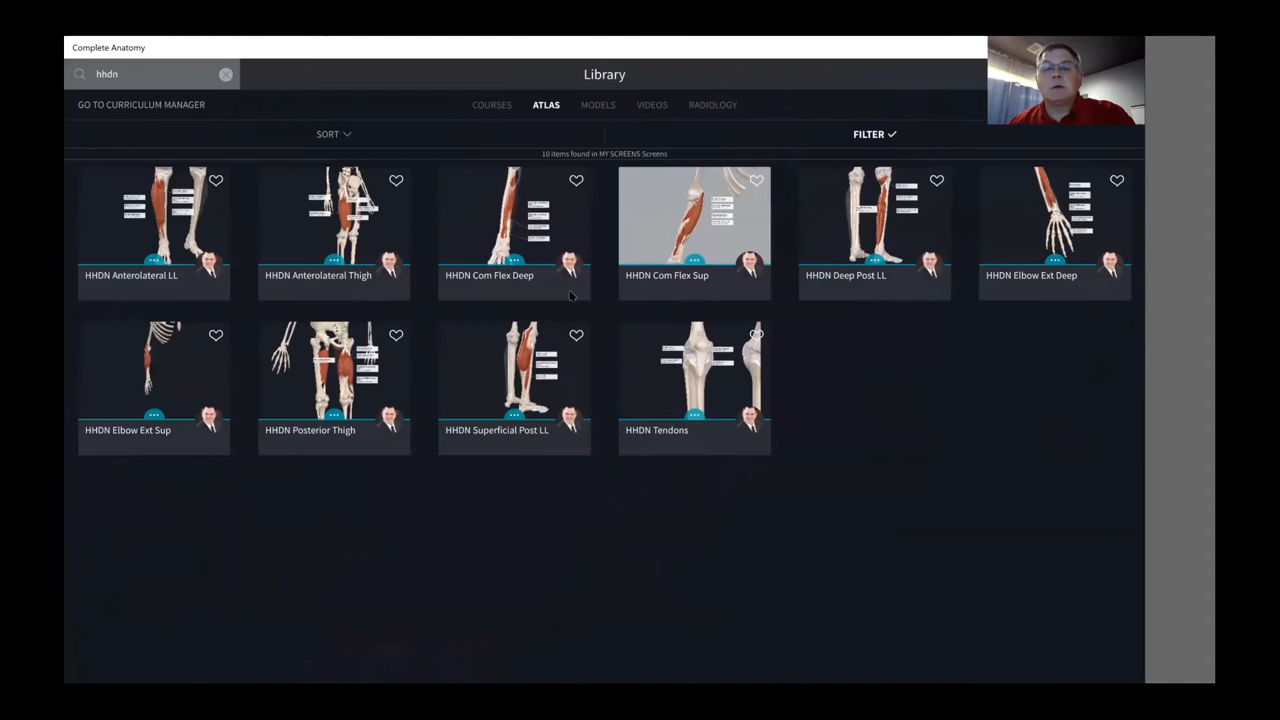 Complete Anatomy
hhdn
Library
GO TO CURRICULUM MANAGER
COURSES ATLAS MODELS VIDEOS RADIOLOGY
SORT
FILTER
10 items found in MY SCREENS Screens
HHDN Anterolateral LL
HHDN Anterolateral Thigh
HHDN Com Flex Deep
HHDN Com Flex Sup
HHDN Deep Post LL
HHDN Elbow Ext Deep
HHDN Elbow Ext Sup
HHDN Posterior Thigh
HHDN Superficial Post LL
HHDN Tendons